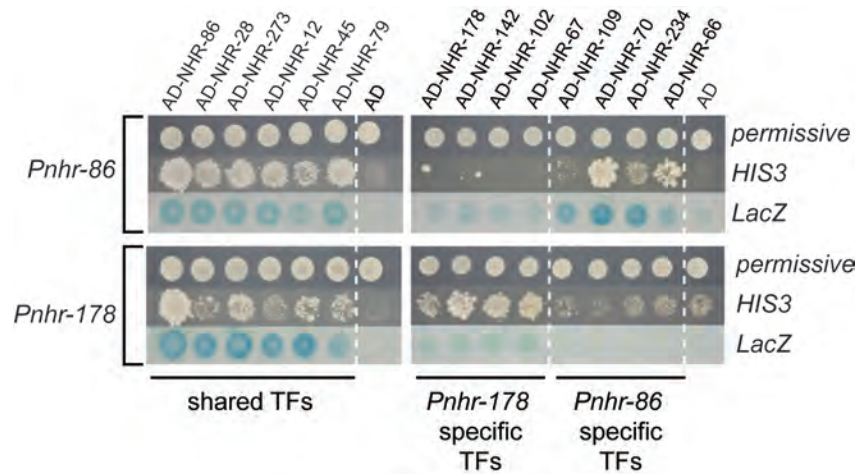 AD-NHR-86
AD-NHR-28
AD-NHR-273
AD-NHR-12
AD-NHR-45
AD-NHR-79
AD
AD-NHR-178
AD-NHR-142
AD-NHR-102
AD-NHR-67
AD-NHR-109
AD-NHR-70
AD-NHR-234
AD-NHR-66
AD
Pnhr-86
permissive
HIS3
LacZ
Pnhr-178
permissive
HIS3
LacZ
shared TFs
Pnhr-178
specific
TFs
Pnhr-86
specific
TFs